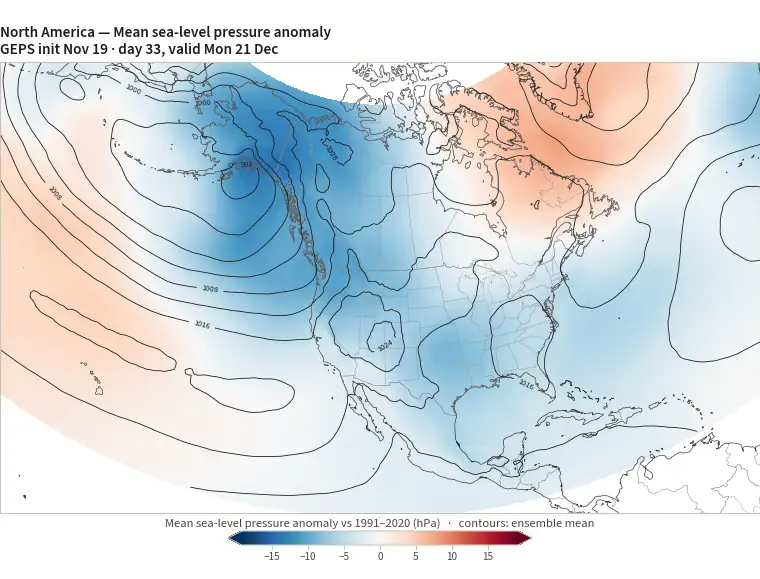 North America — Mean sea-level pressure anomaly
GEPS init Nov 19 · day 33, valid Mon 21 Dec
1000
1000
992
1008
1008
1016
1024
1016
Mean sea-level pressure anomaly vs 1991–2020 (hPa) · contours: ensemble mean
−15 −10 −5 0 5 10 15